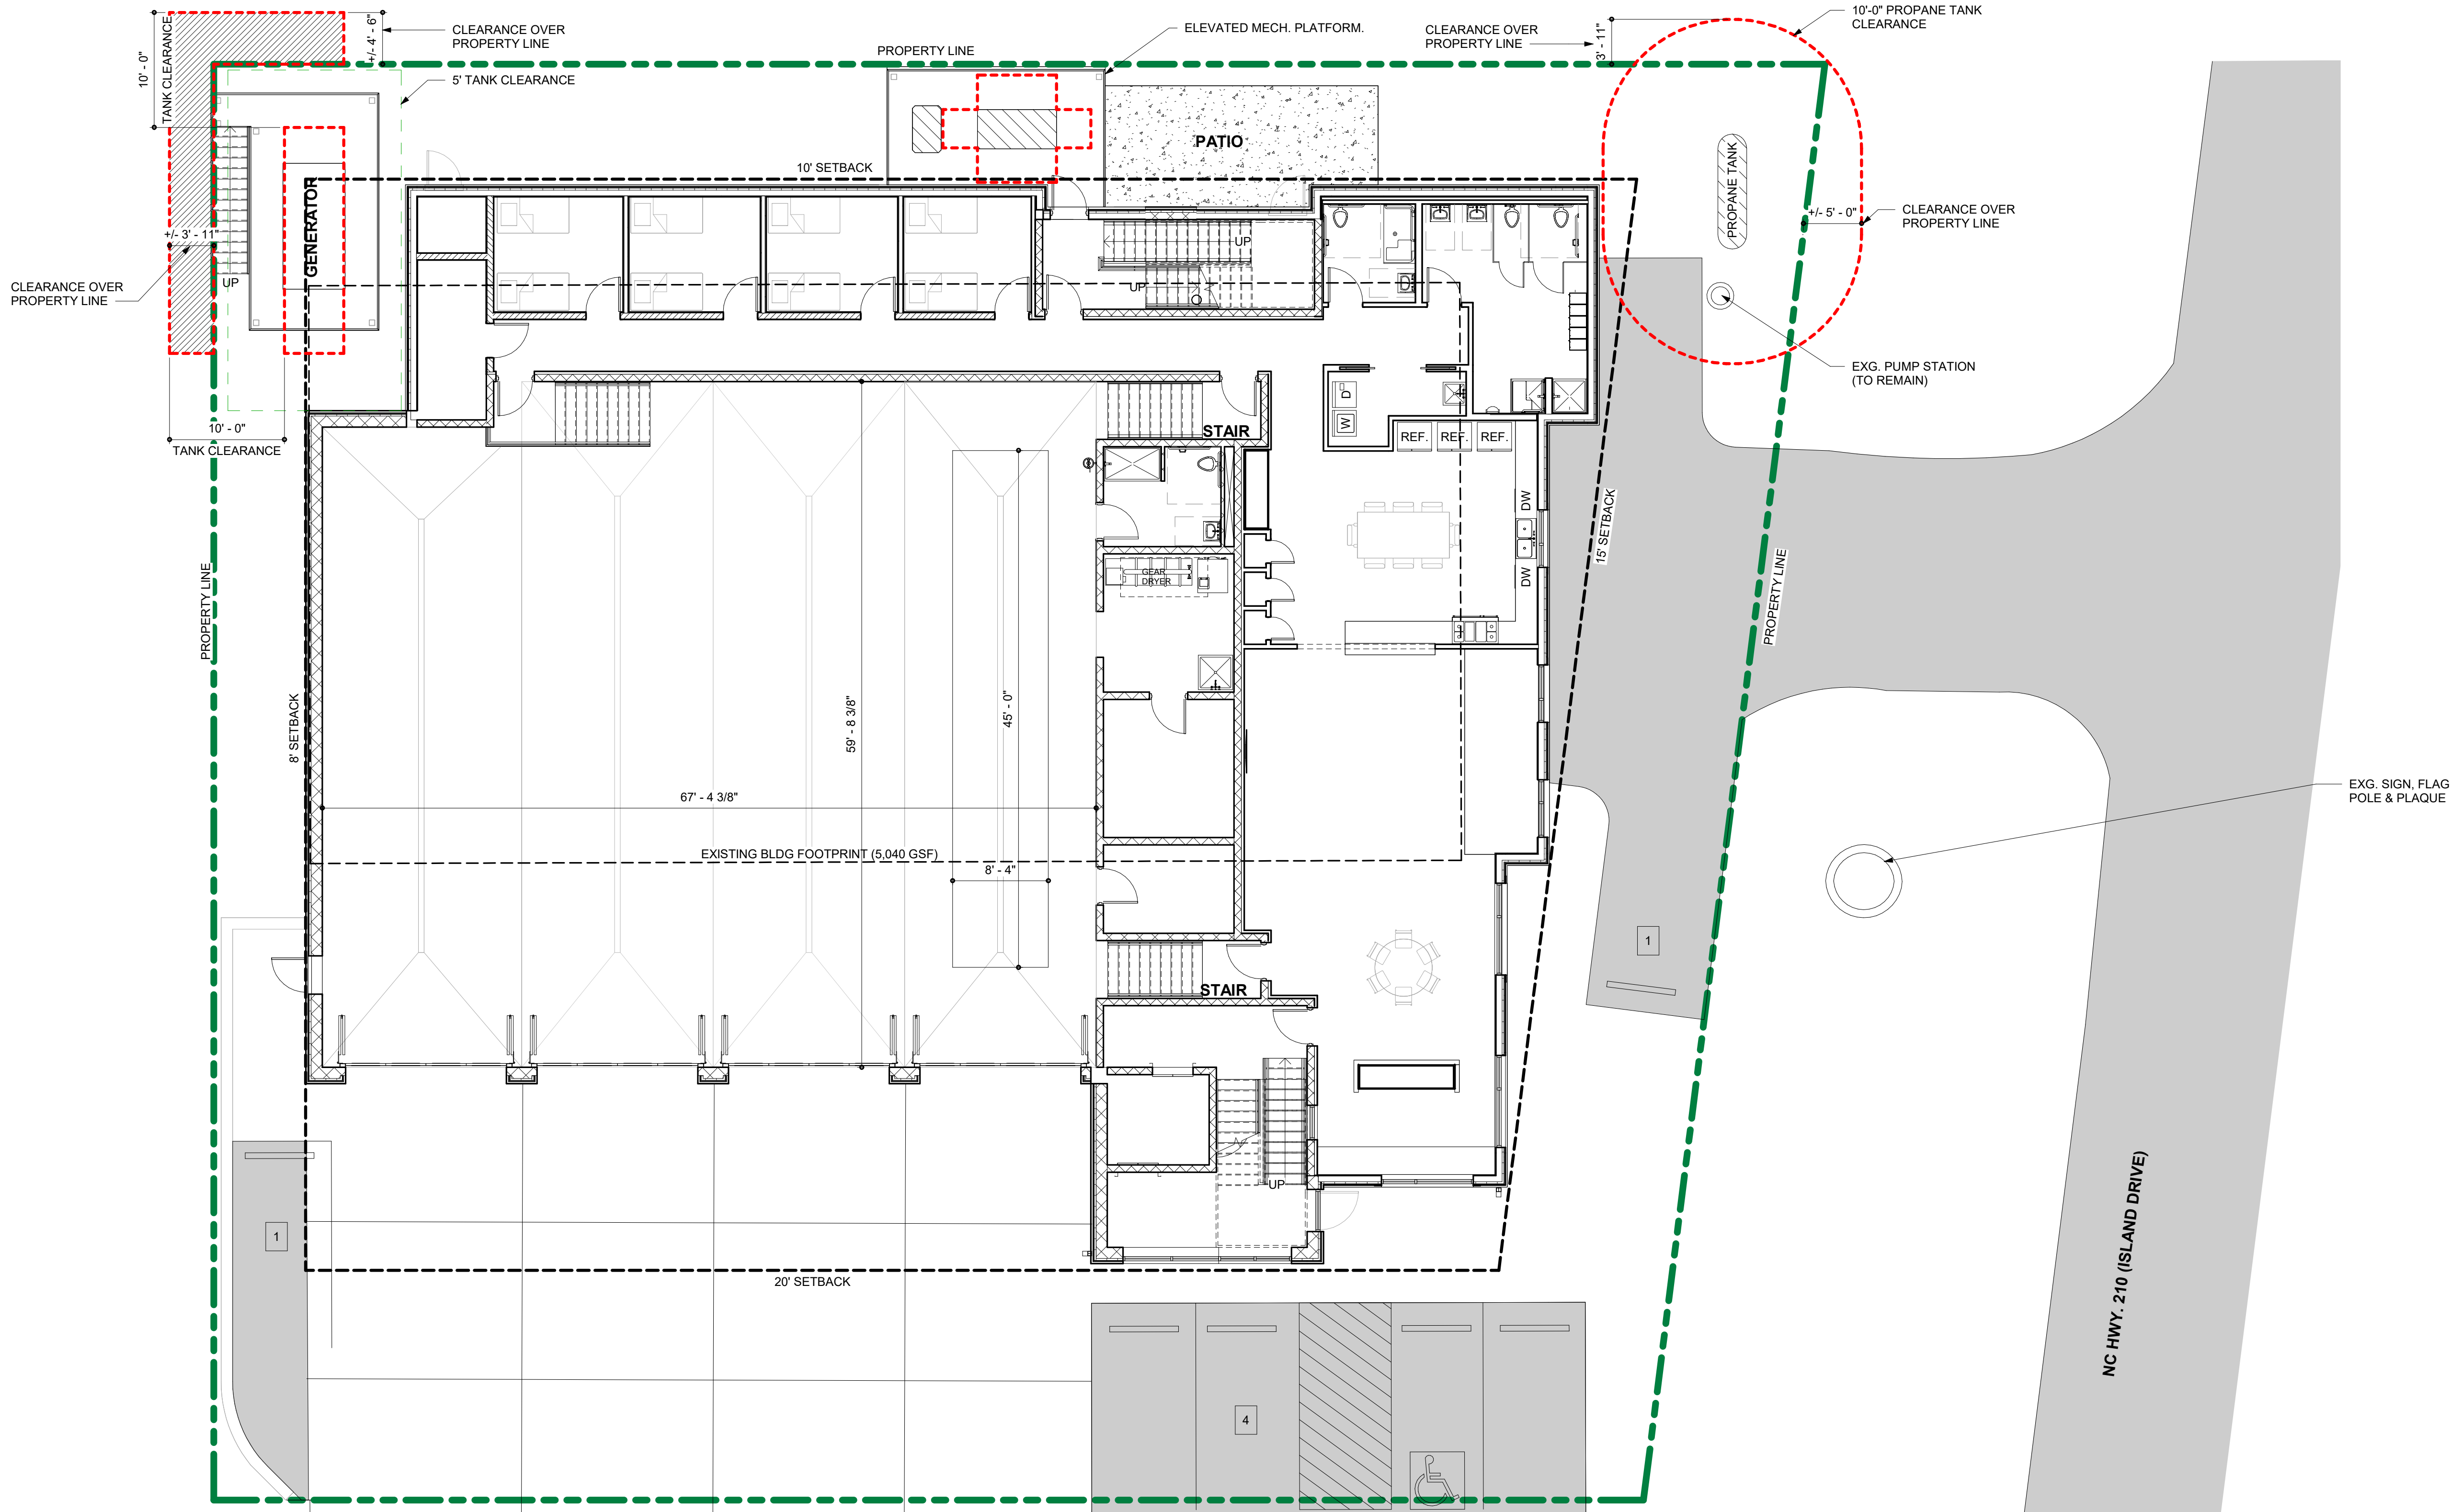 10' - 0"
TANK CLEARANCE
+/- 4' - 6"
CLEARANCE OVER
PROPERTY LINE
5' TANK CLEARANCE
PROPERTY LINE
ELEVATED MECH. PLATFORM.
CLEARANCE OVER
PROPERTY LINE
3' - 11"
10'-0" PROPANE TANK
CLEARANCE
PATIO
10' SETBACK
GENERATOR
PROPANE TANK
+/- 5' - 0"
CLEARANCE OVER
PROPERTY LINE
+/- 3' - 11"
CLEARANCE OVER
PROPERTY LINE
UP
UP
UP
EXG. PUMP STATION
(TO REMAIN)
10' - 0"
TANK CLEARANCE
D
W
STAIR
REF.
REF.
REF.
DW
DW
15' SETBACK
GEAR
DRYER
PROPERTY LINE
PROPERTY LINE
8' SETBACK
59' - 8 3/8"
45' - 0"
67' - 4 3/8"
EXISTING BLDG FOOTPRINT (5,040 GSF)
8' - 4"
EXG. SIGN, FLAG
POLE & PLAQUE
1
STAIR
UP
1
20' SETBACK
4
NC HWY. 210 (ISLAND DRIVE)